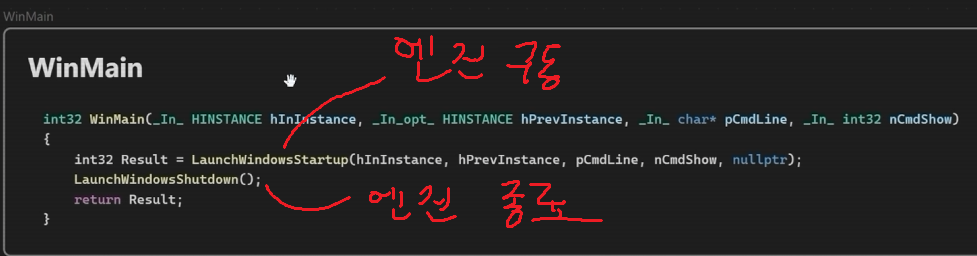 WinMain
WinMain
엔진 구동
int32 WinMain(_In_ HINSTANCE hInInstance, _In_opt_ HINSTANCE hPrevInstance, _In_ char* pCmdLine, _In_ int32 nCmdShow)
{
int32 Result = LaunchWindowsStartup(hInInstance, hPrevInstance, pCmdLine, nCmdShow, nullptr);
LaunchWindowsShutdown();
엔진 종료
return Result;
}